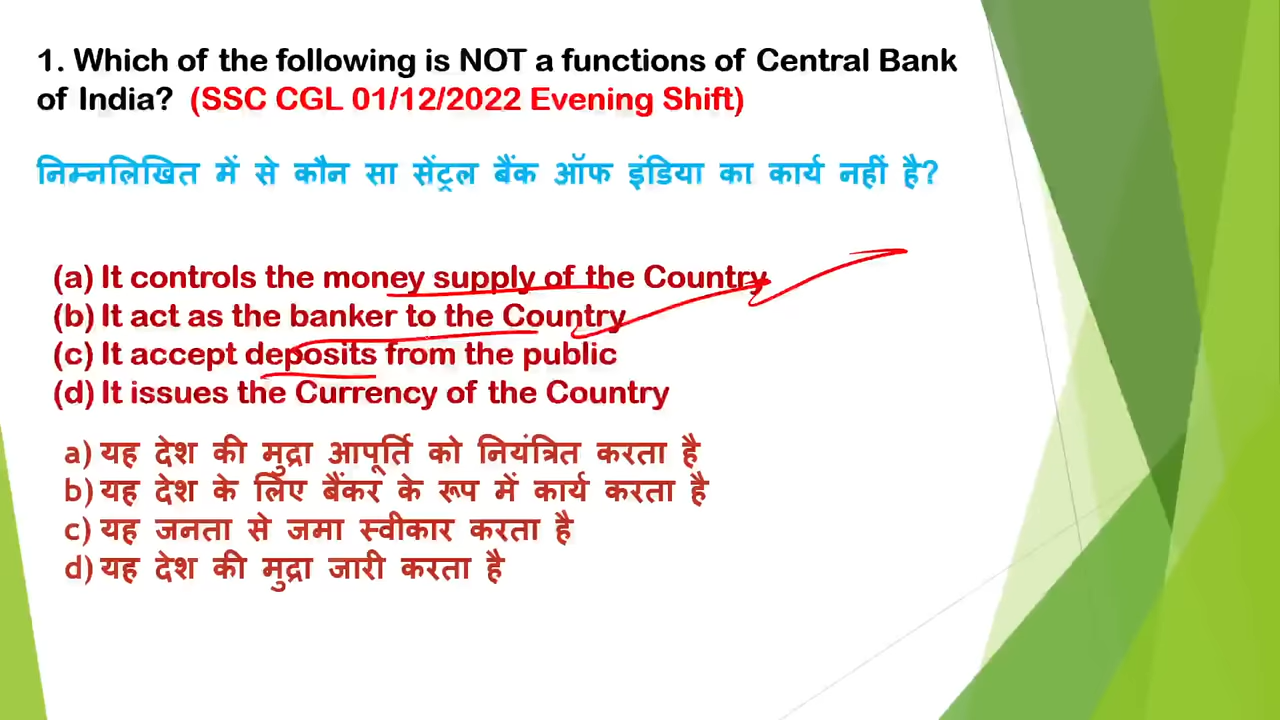 1. Which of the following is NOT a functions of Central Bank
of India? (SSC CGL 01/12/2022 Evening Shift)
निम्नलिखित में से कौन सा सेंट्रल बैंक ऑफ इंडिया का कार्य नहीं है?
(a) It controls the money supply of the Country
(b) It act as the banker to the Country
(c) It accept deposits from the public
(d) It issues the Currency of the Country
a) यह देश की मुद्रा आपूर्ति को नियंत्रित करता है
b) यह देश के लिए बैंकर के रूप में कार्य करता है
c) यह जनता से जमा स्वीकार करता है
d) यह देश की मुद्रा जारी करता है